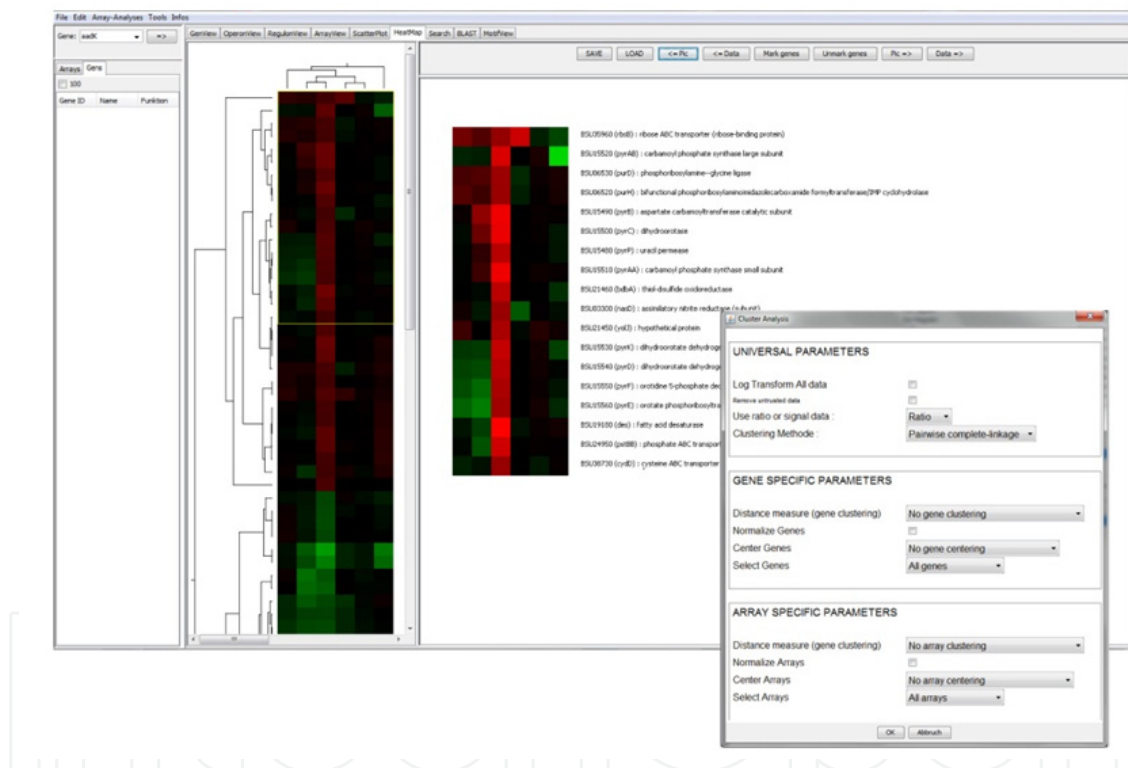 File Edit Array-Analyses Tools Infos
Gene: aadK =>
GenView OperonView RegulonView ArrayView ScatterPlot HeatMap Search BLAST MotifView
SAVE LOAD <= Pic <= Data Mark genes Unmark genes Pic => Data =>
Arrays Gens
100
Gene ID Name Funktion
BSU35960 (rbsB) : ribose ABC transporter (ribose-binding protein)
BSU15520 (pyrAB) : carbamoyl phosphate synthase large subunit
BSU06530 (purD) : phosphoribosylamine--glycine ligase
BSU06520 (purH) : bifunctional phosphoribosylaminoimidazolecarboxamide formyltransferase/IMP cyclohydrolase
BSU15490 (pyrB) : aspartate carbamoyltransferase catalytic subunit
BSU15500 (pyrC) : dihydroorotase
BSU15480 (pyrP) : uracil permease
BSU15510 (pyrAA) : carbamoyl phosphate synthase small subunit
BSU21460 (bdbA) : thiol-disulfide oxidoreductase
BSU03300 (nasD) : assimilatory nitrite reductase (subunit)
BSU21450 (yolJ) : hypothetical protein
BSU15530 (pyrK) : dihydroorotate dehydrog
BSU15540 (pyrD) : dihydroorotate dehydrog
BSU15550 (pyrF) : orotidine 5-phosphate dec
BSU15560 (pyrE) : orotate phosphoribosyltra
BSU19180 (des) : fatty acid desaturase
BSU24950 (pstBB) : phosphate ABC transpor
BSU38730 (cydD) : cysteine ABC transporter
Cluster Analysis
UNIVERSAL PARAMETERS
Log Transform All data
Remove untrusted data
Use ratio or signal data : Ratio
Clustering Methode : Pairwise complete-linkage
GENE SPECIFIC PARAMETERS
Distance measure (gene clustering) No gene clustering
Normalize Genes
Center Genes No gene centering
Select Genes All genes
ARRAY SPECIFIC PARAMETERS
Distance measure (gene clustering) No array clustering
Normalize Arrays
Center Arrays No array centering
Select Arrays All arrays
OK Abbruch